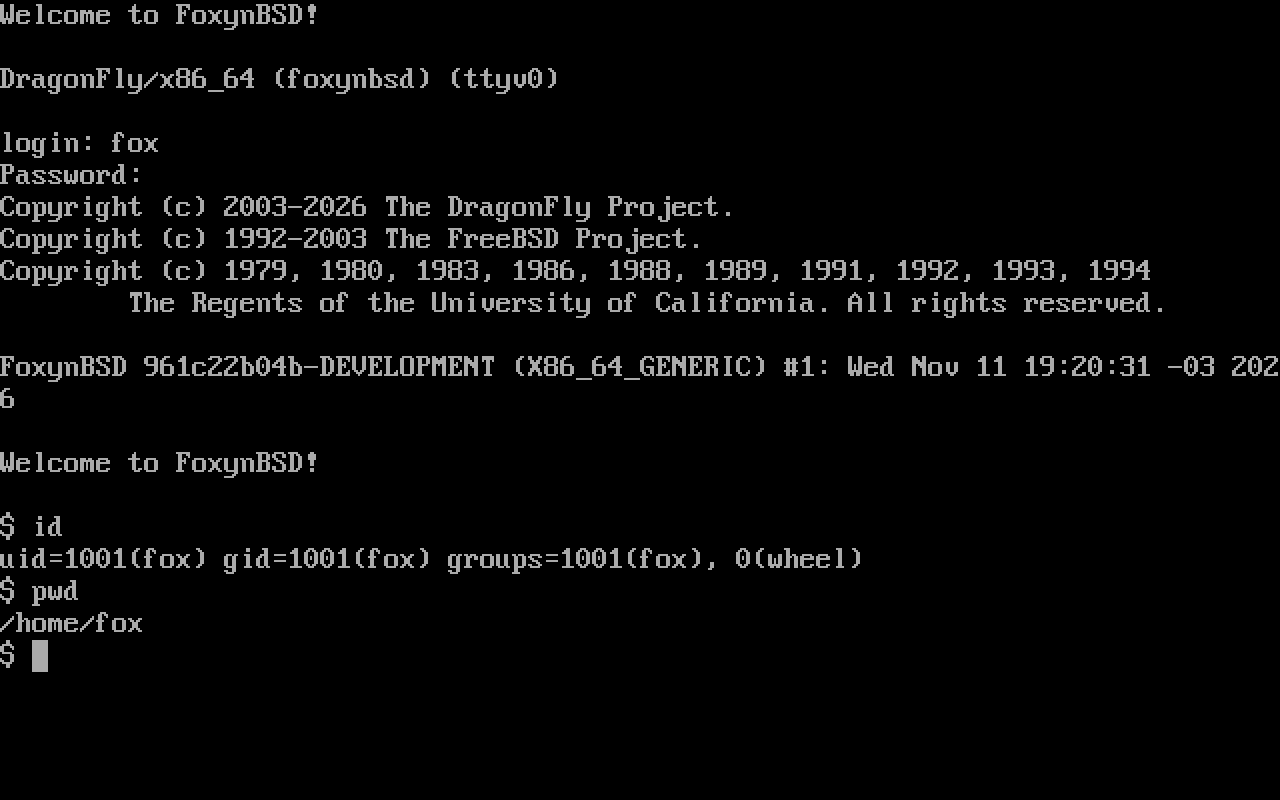 Welcome to FoxynBSD!
DragonFly/x86_64 (foxynbsd) (ttyv0)
login: fox
Password:
Copyright (c) 2003-2026 The DragonFly Project.
Copyright (c) 1992-2003 The FreeBSD Project.
Copyright (c) 1979, 1980, 1983, 1986, 1988, 1989, 1991, 1992, 1993, 1994
The Regents of the University of California. All rights reserved.
FoxynBSD 961c22b04b-DEVELOPMENT (X86_64_GENERIC) #1: Wed Nov 11 19:20:31 -03 202
6
Welcome to FoxynBSD!
$ id
uid=1001(fox) gid=1001(fox) groups=1001(fox), 0(wheel)
$ pwd
/home/fox
$